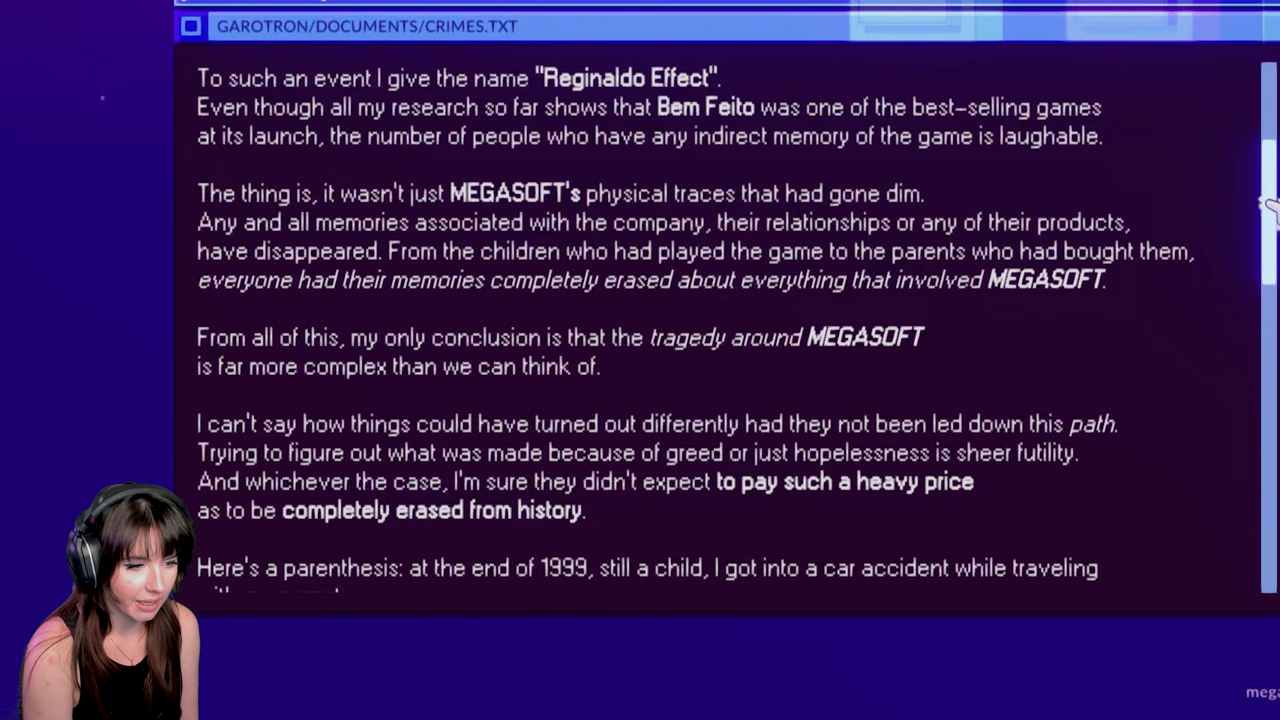 GAROTRON/DOCUMENTS/CRIMES.TXT
To such an event I give the name "Reginaldo Effect".
Even though all my research so far shows that Bem Feito was one of the best-selling games
at its launch, the number of people who have any indirect memory of the game is laughable.
The thing is, it wasn't just MEGASOFT's physical traces that had gone dim.
Any and all memories associated with the company, their relationships or any of their products,
have disappeared. From the children who had played the game to the parents who had bought them,
everyone had their memories completely erased about everything that involved MEGASOFT.
From all of this, my only conclusion is that the tragedy around MEGASOFT
is far more complex than we can think of.
I can't say how things could have turned out differently had they not been led down this path.
Trying to figure out what was made because of greed or just hopelessness is sheer futility.
And whichever the case, I'm sure they didn't expect to pay such a heavy price
as to be completely erased from history.
Here's a parenthesis: at the end of 1999, still a child, I got into a car accident while traveling